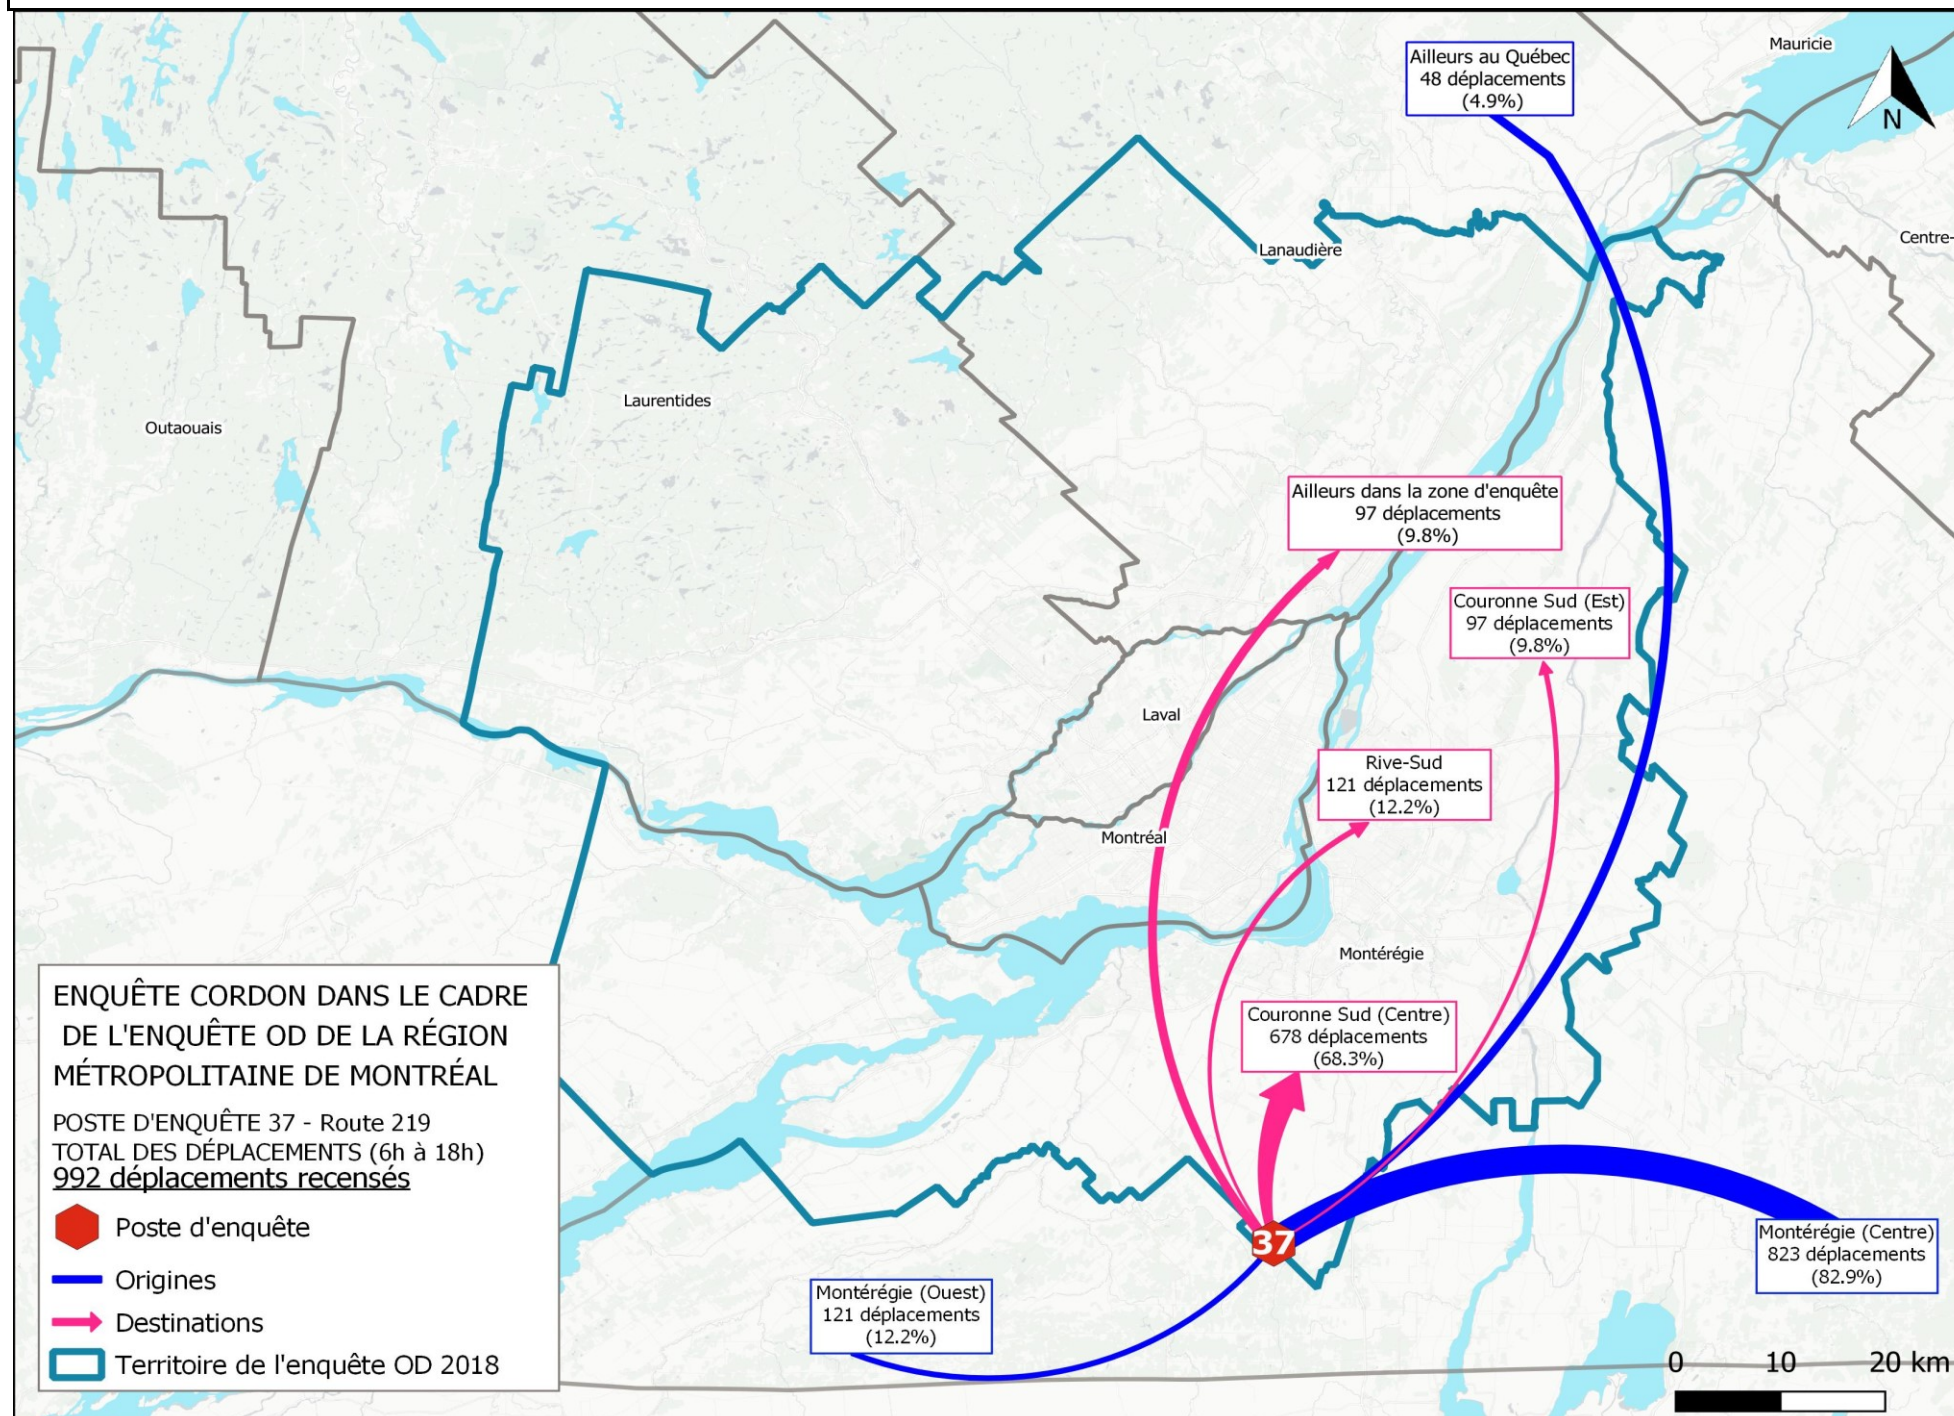 Ailleurs au Québec
48 déplacements
(4.9%)
Mauricie
N
Centre-
Lanaudière
Laurentides
Outaouais
Ailleurs dans la zone d'enquête
97 déplacements
(9.8%)
Couronne Sud (Est)
97 déplacements
(9.8%)
Laval
Rive-Sud
121 déplacements
(12.2%)
Montréal
Montérégie
Couronne Sud (Centre)
678 déplacements
(68.3%)
37
Montérégie (Centre)
823 déplacements
(82.9%)
Montérégie (Ouest)
121 déplacements
(12.2%)
ENQUÊTE CORDON DANS LE CADRE
DE L'ENQUÊTE OD DE LA RÉGION
MÉTROPOLITAINE DE MONTRÉAL
POSTE D'ENQUÊTE 37 - Route 219
TOTAL DES DÉPLACEMENTS (6h à 18h)
992 déplacements recensés
Poste d'enquête
Origines
Destinations
Territoire de l'enquête OD 2018
0 10 20 km